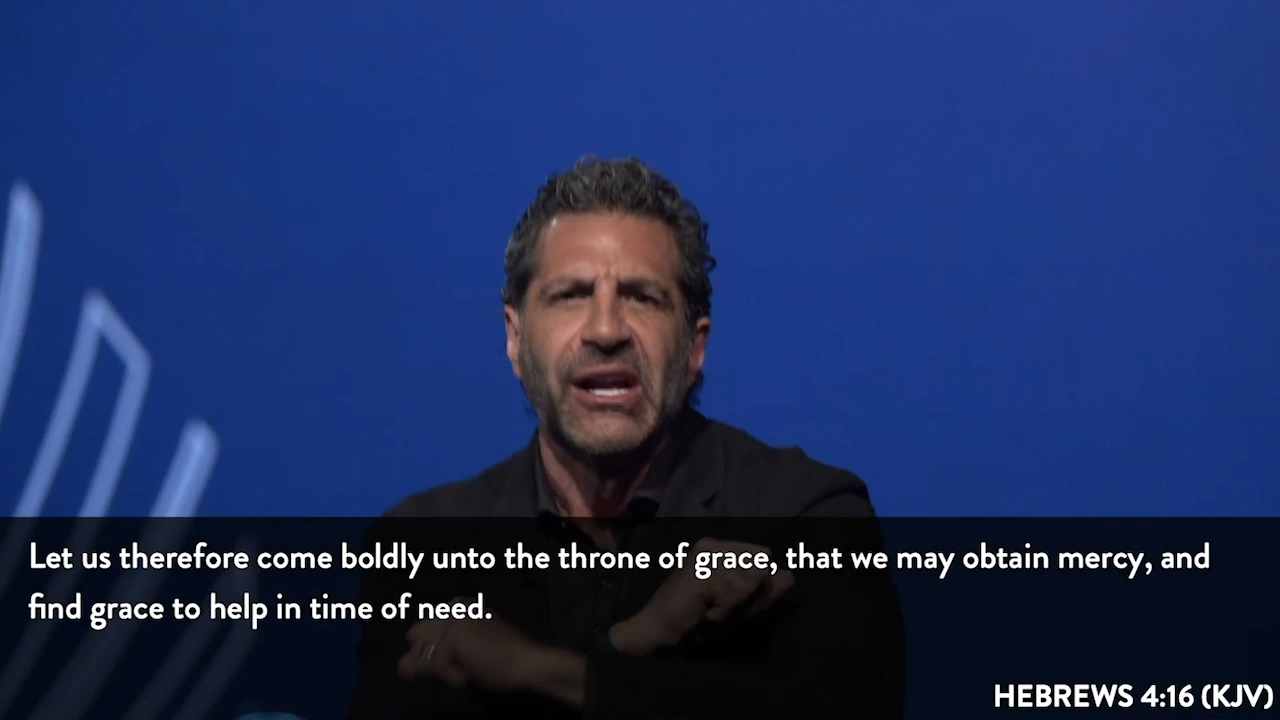 Let us therefore come boldly unto the throne of grace, that we may obtain mercy, and
find grace to help in time of need.
HEBREWS 4:16 (KJV)